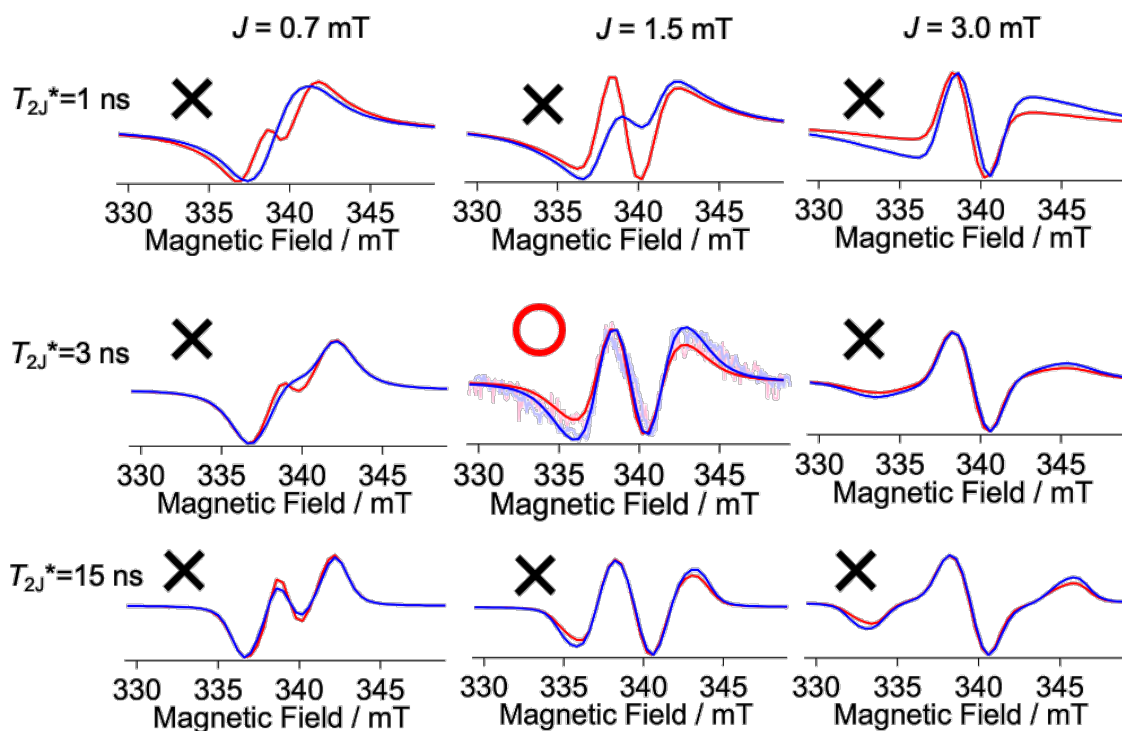 J = 0.7 mT J = 1.5 mT J = 3.0 mT
T2J*=1 ns
330 335 340 345 330 335 340 345 330 335 340 345
Magnetic Field / mT Magnetic Field / mT Magnetic Field / mT
T2J*=3 ns
330 335 340 345 330 335 340 345 330 335 340 345
Magnetic Field / mT Magnetic Field / mT Magnetic Field / mT
T2J*=15 ns
330 335 340 345 330 335 340 345 330 335 340 345
Magnetic Field / mT Magnetic Field / mT Magnetic Field / mT